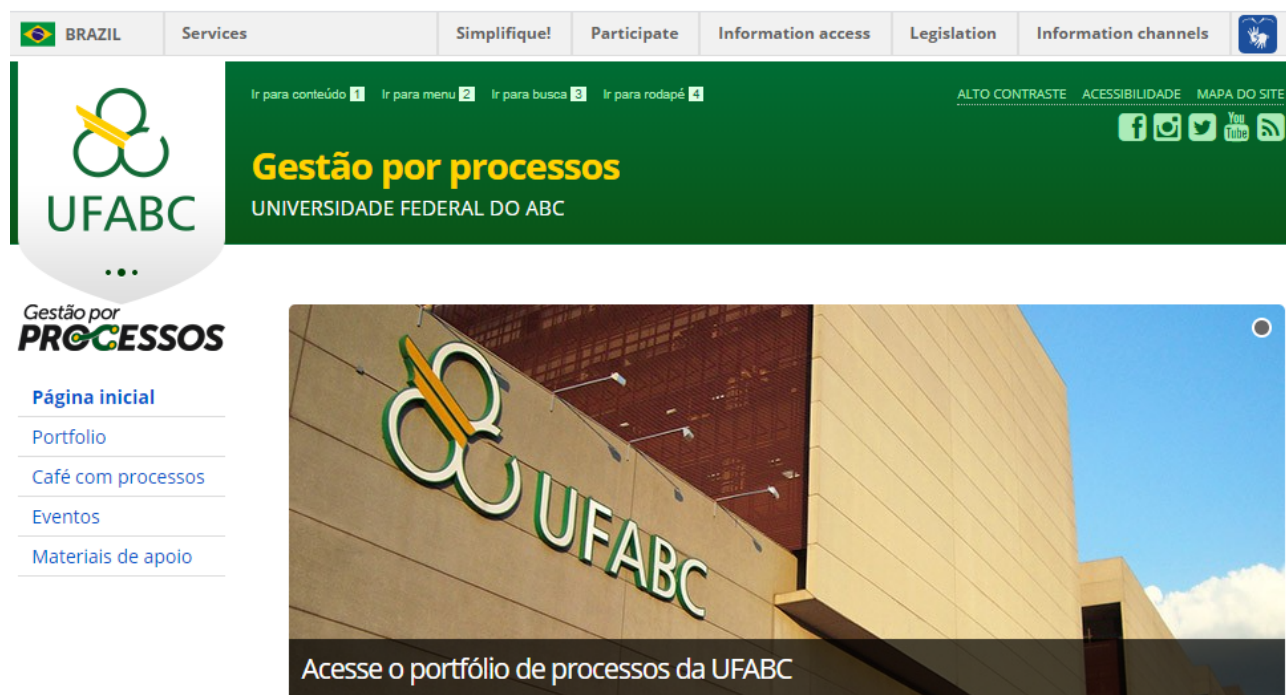 BRAZIL Services Simplifique! Participate Information access Legislation Information channels
Ir para conteúdo 1 Ir para menu 2 Ir para busca 3 Ir para rodapé 4 ALTO CONTRASTE ACESSIBILIDADE MAPA DO SITE
You Tube
Gestão por processos
UNIVERSIDADE FEDERAL DO ABC
UFABC
Gestão por
PROCESSOS
Página inicial
Portfolio
Café com processos
Eventos
Materiais de apoio
UFABC
Acesse o portfólio de processos da UFABC